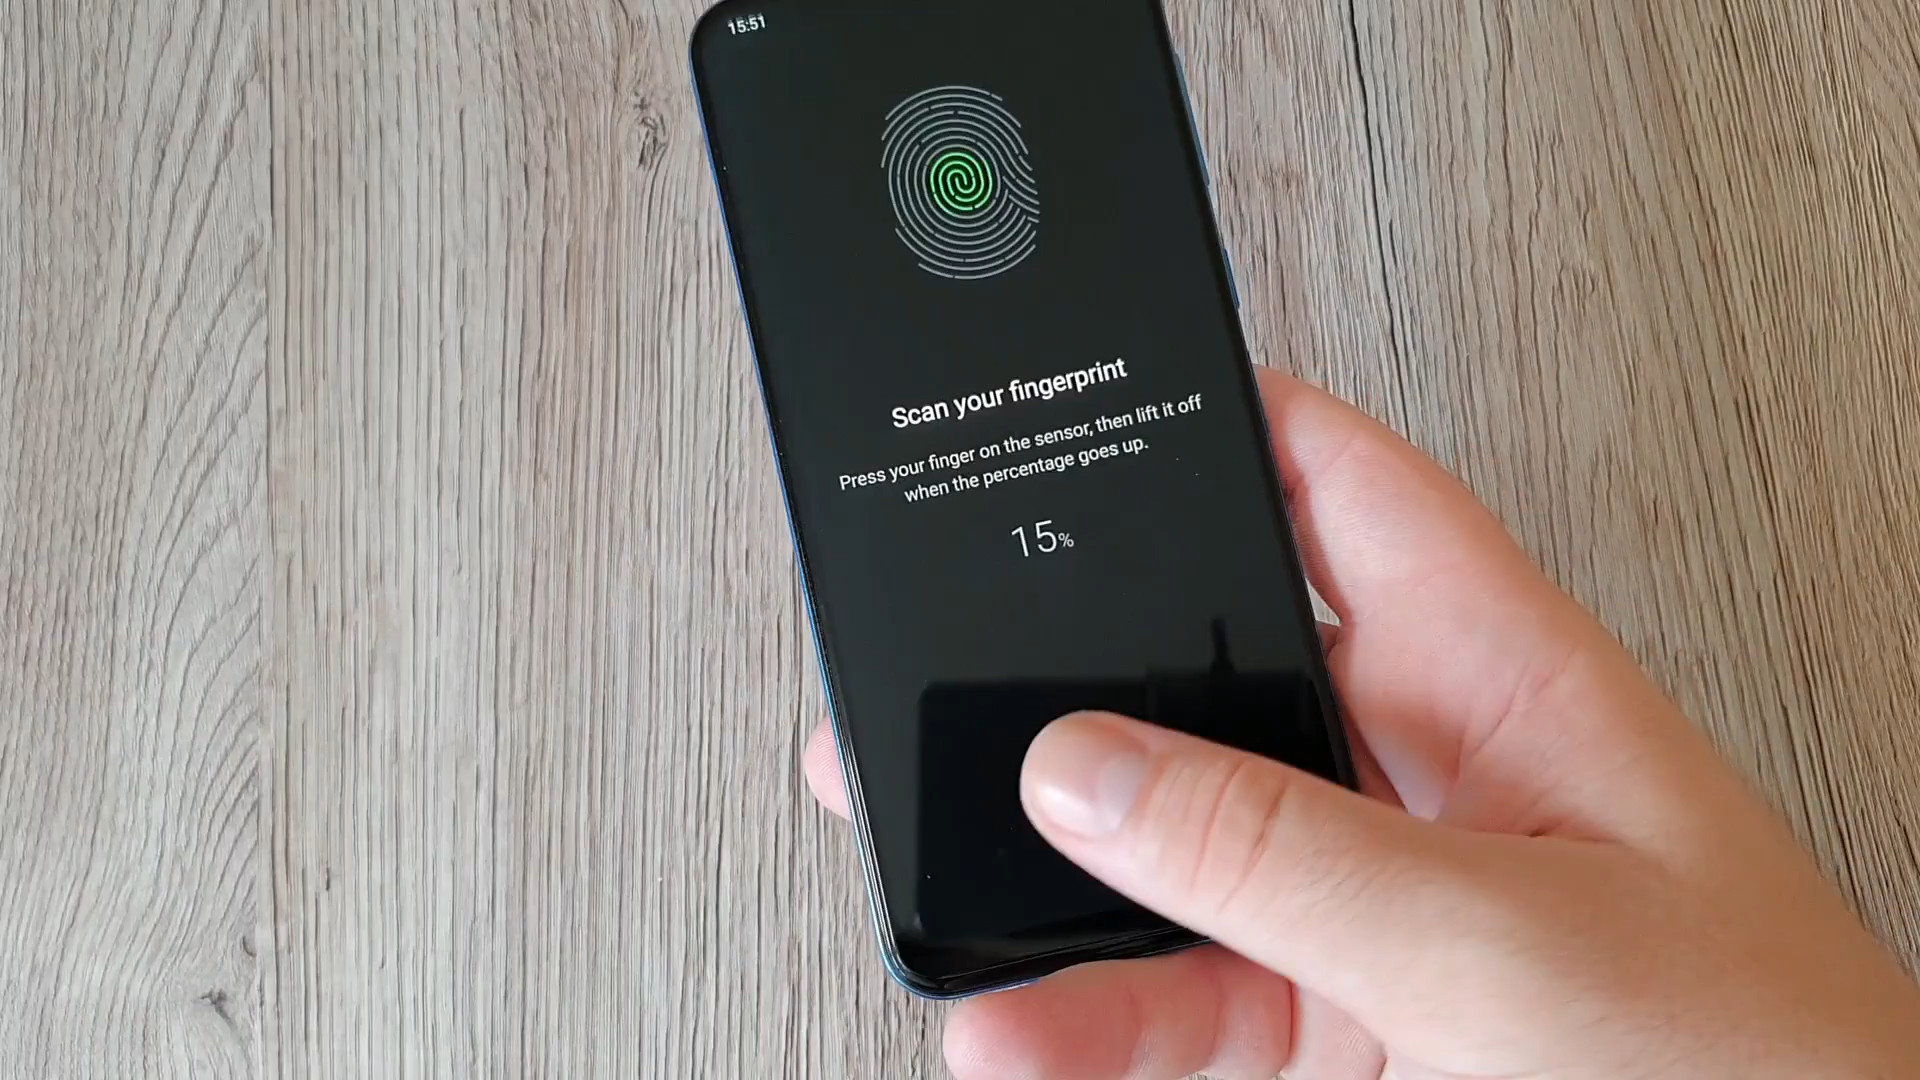 15:51
Scan your fingerprint
Press your finger on the sensor, then lift it off
when the percentage goes up.
15%